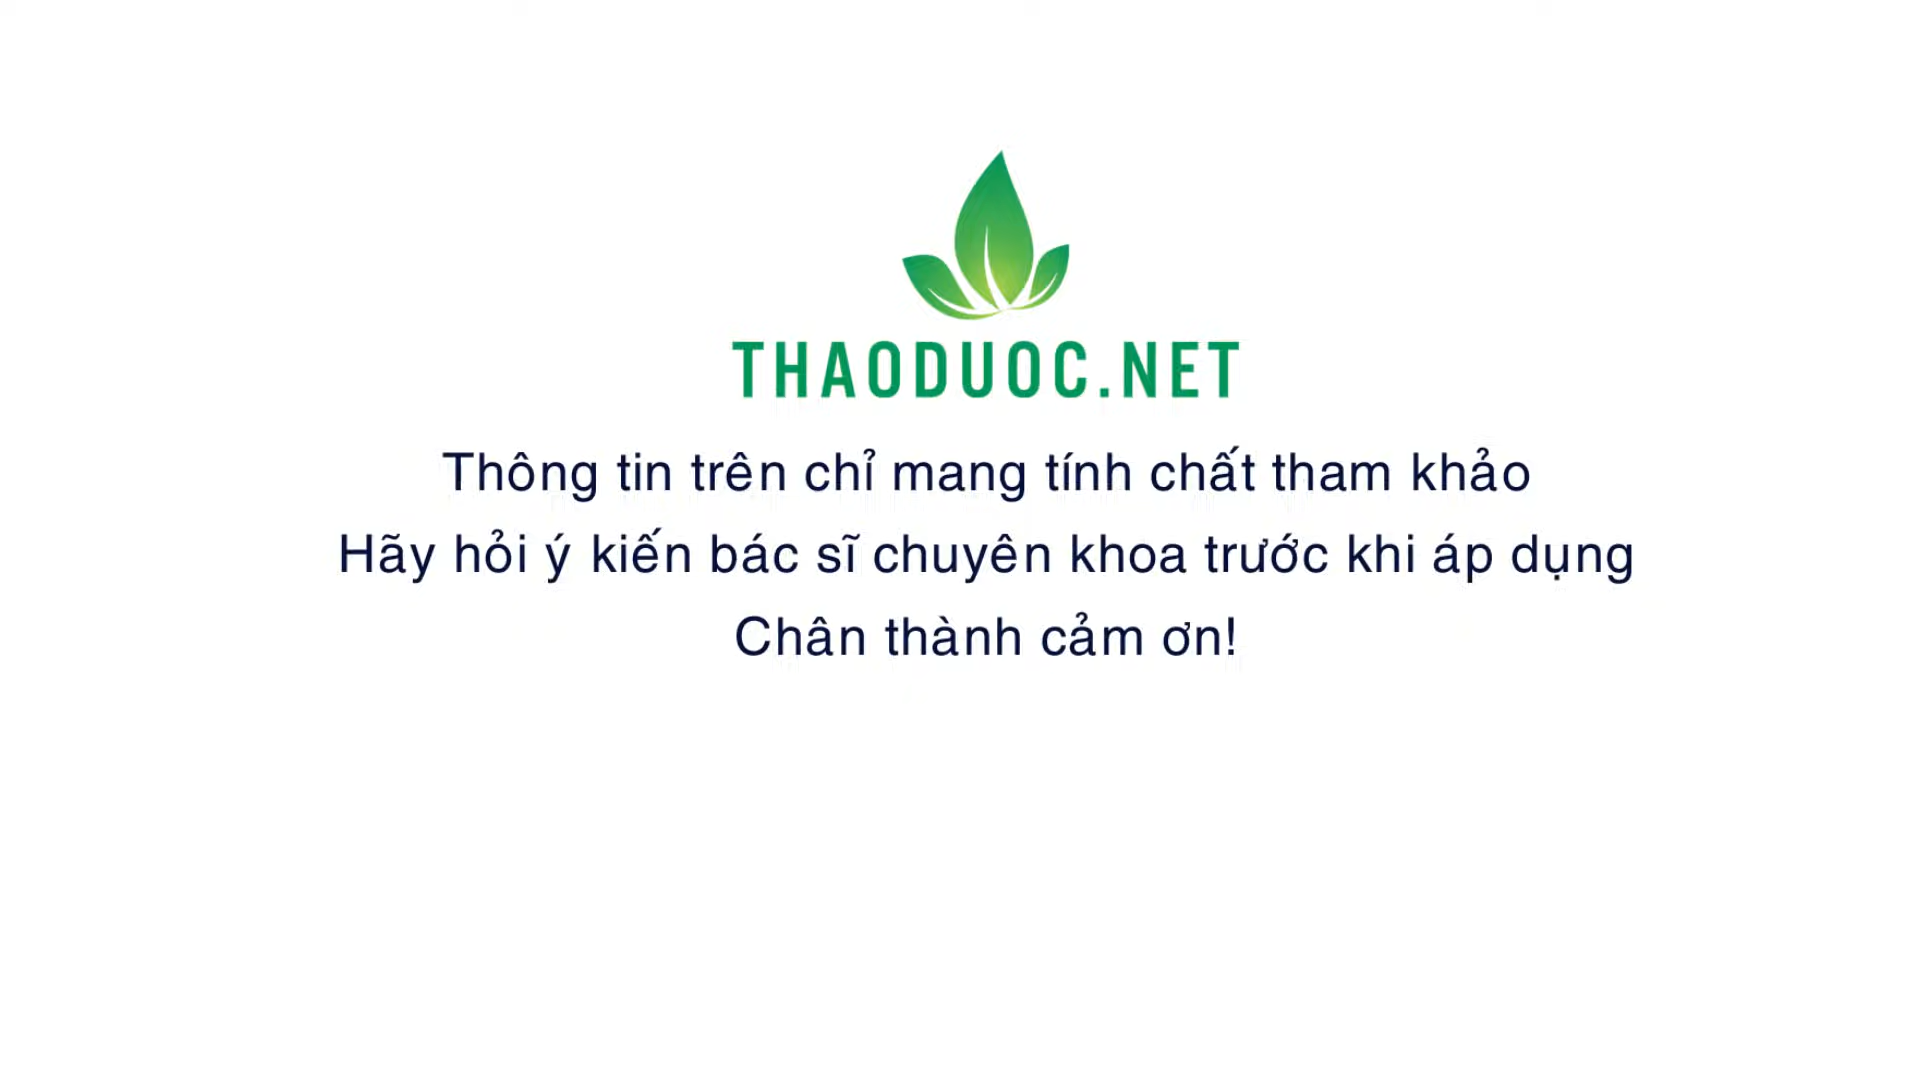 THAODUOC.NET
Thông tin trên chỉ mang tính chất tham khảo
Hãy hỏi ý kiến bác sĩ chuyên khoa trước khi áp dụng
Chân thành cảm ơn!